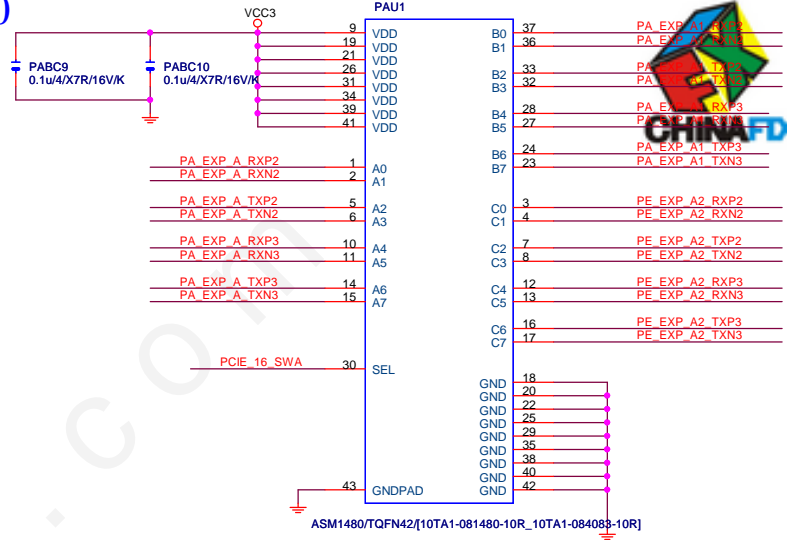 )
VCC3
PAU1
PABC9
0.1u/4/X7R/16V/K
PABC10
0.1u/4/X7R/16V/K
9 VDD
19 VDD
21 VDD
26 VDD
31 VDD
34 VDD
39 VDD
41 VDD
PA_EXP_A_RXP2 1 A0
PA_EXP_A_RXN2 2 A1
PA_EXP_A_TXP2 5 A2
PA_EXP_A_TXN2 6 A3
PA_EXP_A_RXP3 10 A4
PA_EXP_A_RXN3 11 A5
PA_EXP_A_TXP3 14 A6
PA_EXP_A_TXN3 15 A7
PCIE_16_SWA 30 SEL
43 GNDPAD
B0 37 PA_EXP_A1_RXP2
B1 36
B2 33
B3 32
B4 28
B5 27
B6 24 PA_EXP_A1_TXP3
B7 23 PA_EXP_A1_TXN3
C0 3 PE_EXP_A2_RXP2
C1 4 PE_EXP_A2_RXN2
C2 7 PE_EXP_A2_TXP2
C3 8 PE_EXP_A2_TXN2
C4 12 PE_EXP_A2_RXP3
C5 13 PE_EXP_A2_RXN3
C6 16 PE_EXP_A2_TXP3
C7 17 PE_EXP_A2_TXN3
GND 18
GND 20
GND 22
GND 25
GND 29
GND 35
GND 38
GND 40
GND 42
ASM1480/TQFN42/[10TA1-081480-10R_10TA1-084083-10R]
CHINAFD
.com